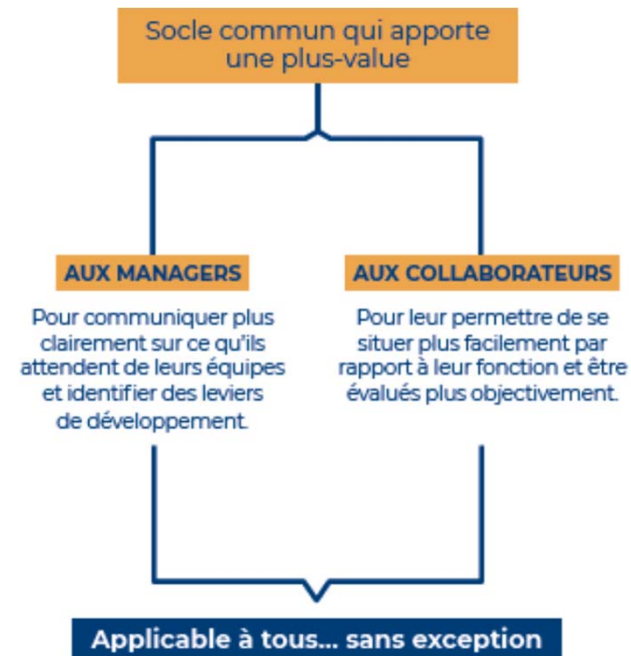 Socle commun qui apporte
une plus-value
AUX MANAGERS
Pour communiquer plus
clairement sur ce qu'ils
attendent de leurs équipes
et identifier des leviers
de développement.
AUX COLLABORATEURS
Pour leur permettre de se
situer plus facilement par
rapport à leur fonction et être
évalués plus objectivement.
Applicable à tous... sans exception